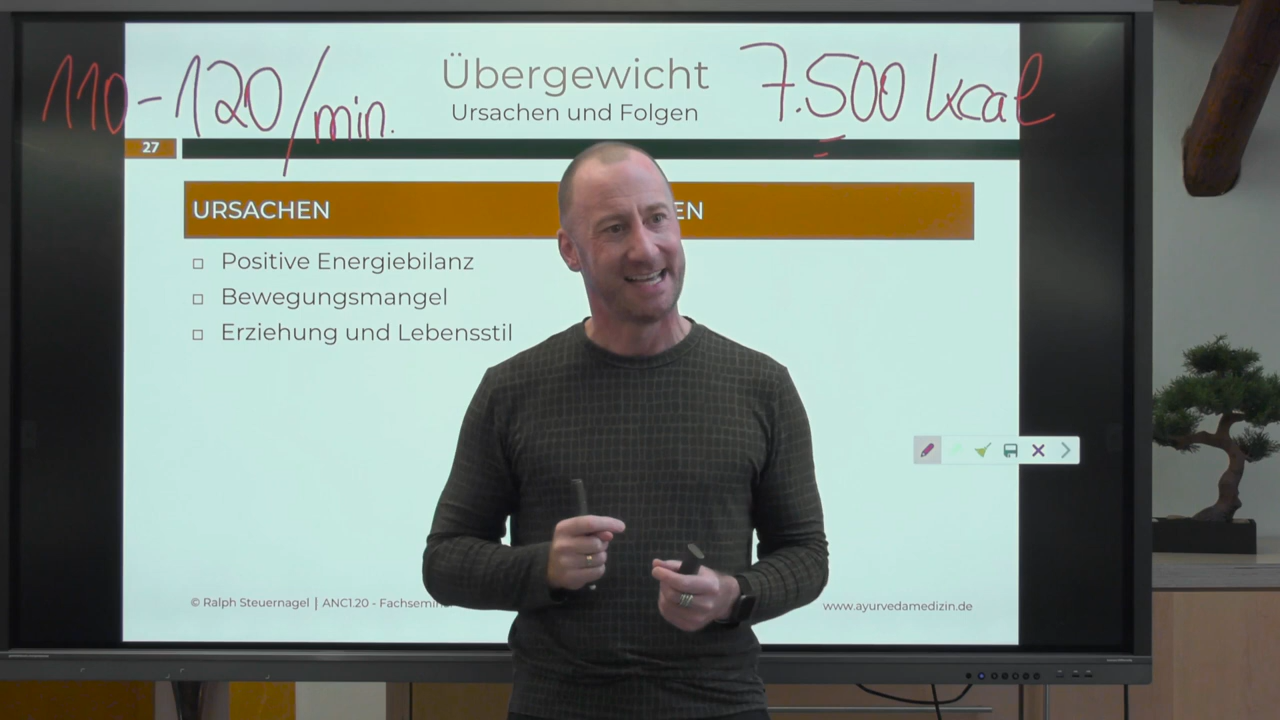 110-120/min.
Übergewicht
7.500 kcal
Ursachen und Folgen
27
URSACHEN
EN
Positive Energiebilanz
Bewegungsmangel
Erziehung und Lebensstil
© Ralph Steuernagel | ANC1.20 - Fachsemin
www.ayurvedamedizin.de